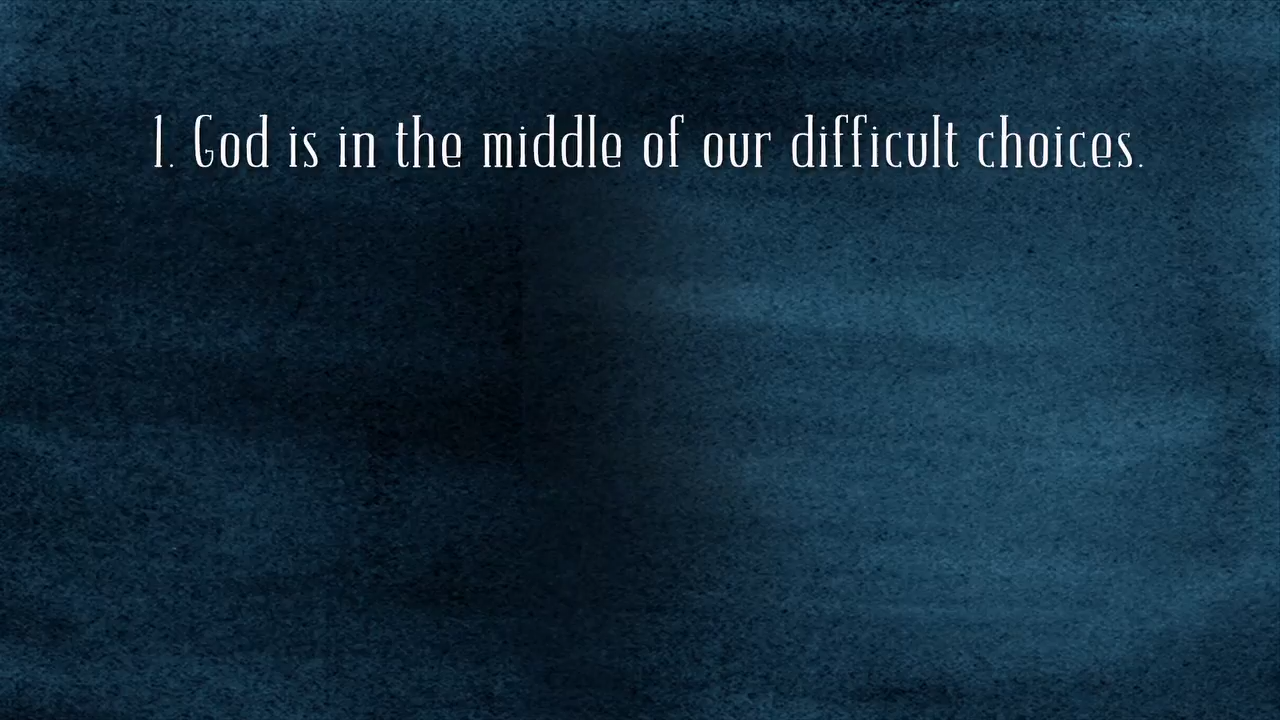 1. God is in the middle of our difficult choices.